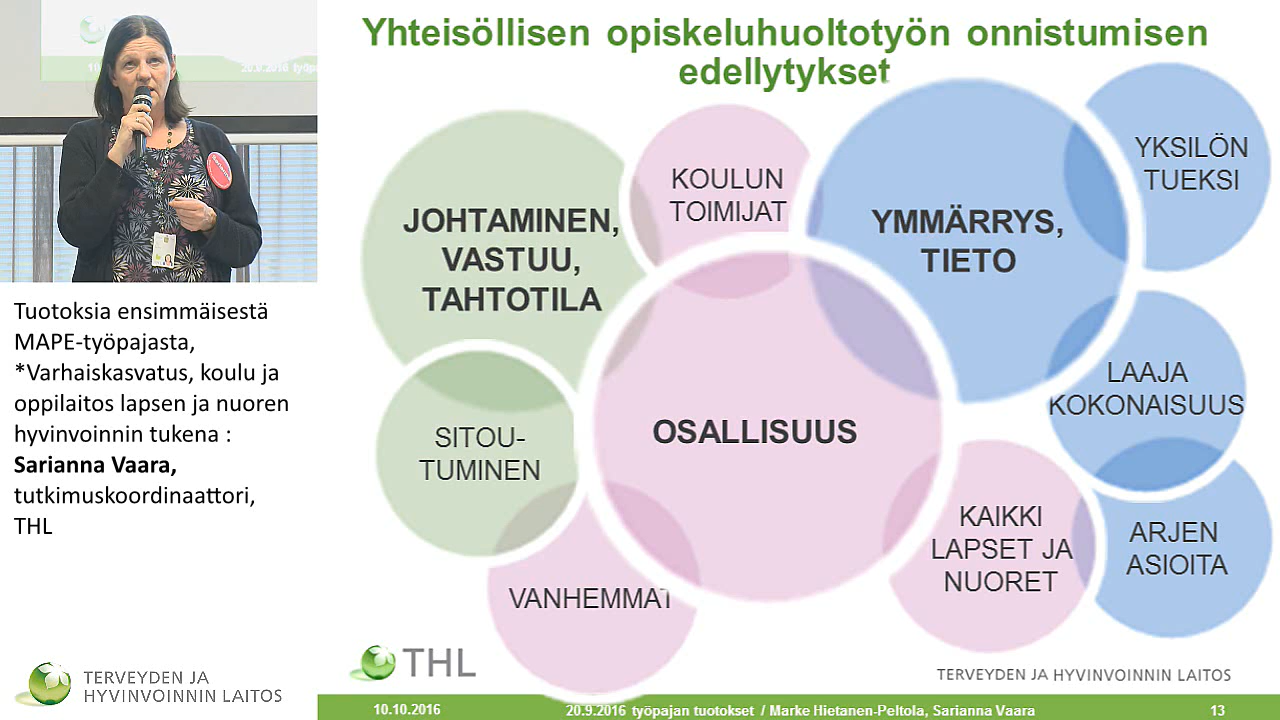 Yhteisöllisen opiskeluhuoltotyön onnistumisen
edellytykset
JOHTAMINEN,
VASTUU,
TAHTOTILA
KOULUN
TOIMIJAT
YMMÄRRYS,
TIETO
YKSILÖN
TUEKSI
LAAJA
KOKONAISUUS
SITOU-
TUMINEN
OSALLISUUS
KAIKKI
LAPSET JA
NUORET
ARJEN
ASIOITA
VANHEMMAT
THL
TERVEYDEN JA HYVINVOINNIN LAITOS
10.10.2016
20.9.2016 työpajan tuotokset / Marke Hietanen-Peltola, Sarianna Vaara
13
Tuotoksia ensimmäisestä
MAPE-työpajasta,
*Varhaiskasvatus, koulu ja
oppilaitos lapsen ja nuoren
hyvinvoinnin tukena :
Sarianna Vaara,
tutkimuskoordinaattori,
THL
TERVEYDEN JA
HYVINVOINNIN LAITOS